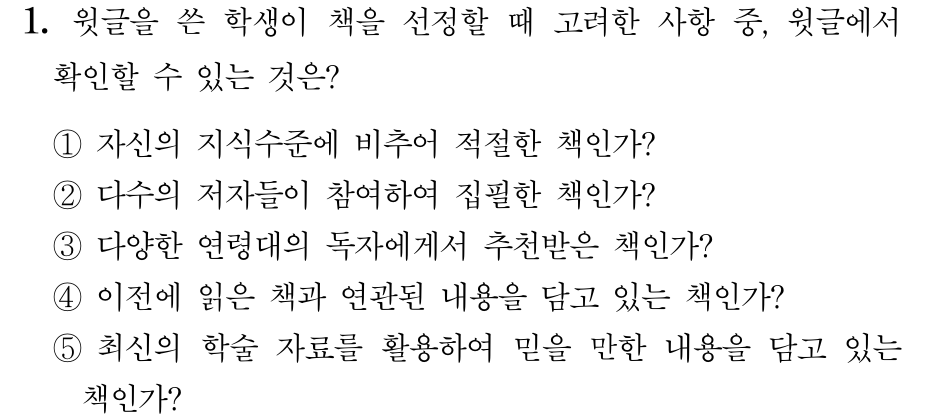 1. 윗글을 쓴 학생이 책을 선정할 때 고려한 사항 중, 윗글에서
확인할 수 있는 것은?
① 자신의 지식수준에 비추어 적절한 책인가?
② 다수의 저자들이 참여하여 집필한 책인가?
③ 다양한 연령대의 독자에게서 추천받은 책인가?
④ 이전에 읽은 책과 연관된 내용을 담고 있는 책인가?
⑤ 최신의 학술 자료를 활용하여 믿을 만한 내용을 담고 있는
책인가?